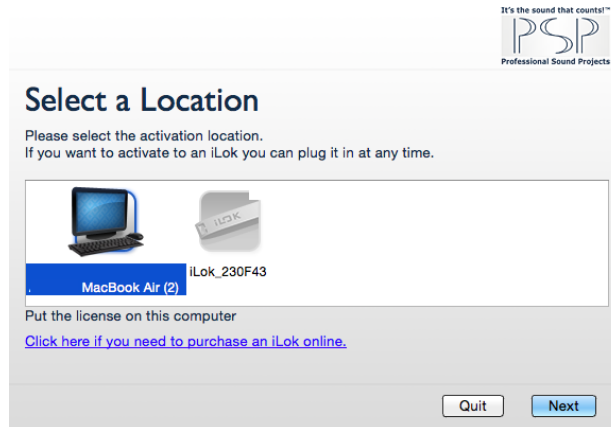 It's the sound that counts!™
PSP
Professional Sound Projects
Select a Location
Please select the activation location.
If you want to activate to an iLok you can plug it in at any time.
iLOK
iLok_230F43
. MacBook Air (2)
Put the license on this computer
Click here if you need to purchase an iLok online.
Quit Next